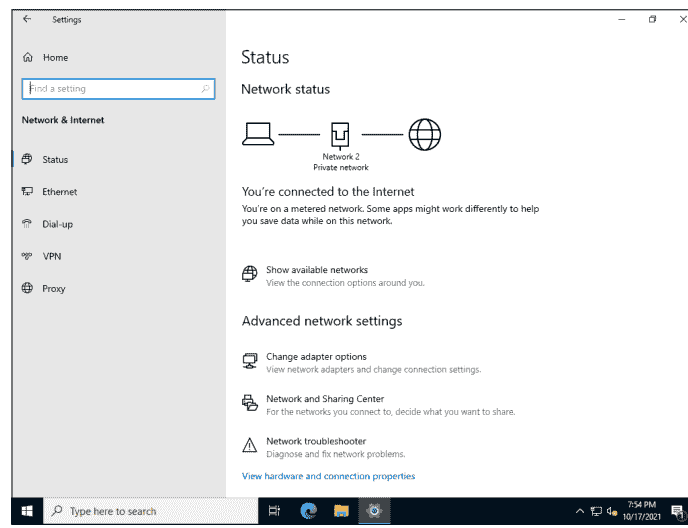 Settings
Home
Find a setting
Network & Internet
Status
Ethernet
Dial-up
VPN
Proxy
Status
Network status
Network 2
Private network
You're connected to the Internet
You're on a metered network. Some apps might work differently to help
you save data while on this network.
Show available networks
View the connection options around you.
Advanced network settings
Change adapter options
View network adapters and change connection settings.
Network and Sharing Center
For the networks you connect to, decide what you want to share.
Network troubleshooter
Diagnose and fix network problems.
View hardware and connection properties
Type here to search
7:54 PM
10/17/2021
1